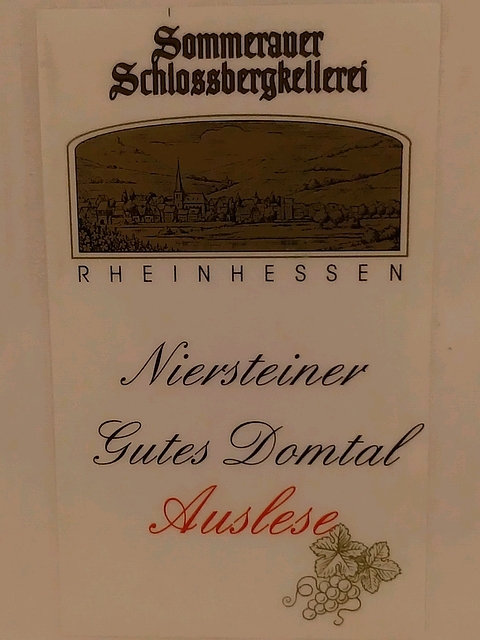 Sommerauer
Schlossbergkellerei
RHEINHESSEN
Niersteiner
Gutes Domtal
Auslese